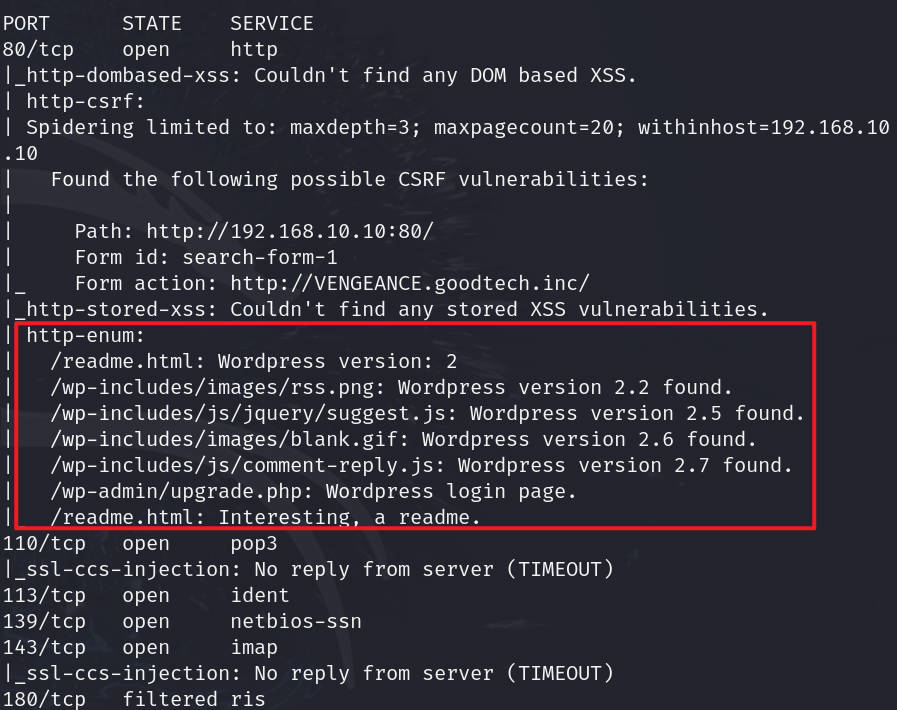 PORT      STATE    SERVICE
80/tcp    open     http
|_http-dombased-xss: Couldn't find any DOM based XSS.
| http-csrf:
| Spidering limited to: maxdepth=3; maxpagecount=20; withinhost=192.168.10
.10
|   Found the following possible CSRF vulnerabilities:
|
|     Path: http://192.168.10.10:80/
|     Form id: search-form-1
|_    Form action: http://VENGEANCE.goodtech.inc/
|_http-stored-xss: Couldn't find any stored XSS vulnerabilities.
| http-enum:
|   /readme.html: Wordpress version: 2
|   /wp-includes/images/rss.png: Wordpress version 2.2 found.
|   /wp-includes/js/jquery/suggest.js: Wordpress version 2.5 found.
|   /wp-includes/images/blank.gif: Wordpress version 2.6 found.
|   /wp-includes/js/comment-reply.js: Wordpress version 2.7 found.
|   /wp-admin/upgrade.php: Wordpress login page.
|_  /readme.html: Interesting, a readme.
110/tcp   open     pop3
|_ssl-ccs-injection: No reply from server (TIMEOUT)
113/tcp   open     ident
139/tcp   open     netbios-ssn
143/tcp   open     imap
|_ssl-ccs-injection: No reply from server (TIMEOUT)
180/tcp   filtered ris